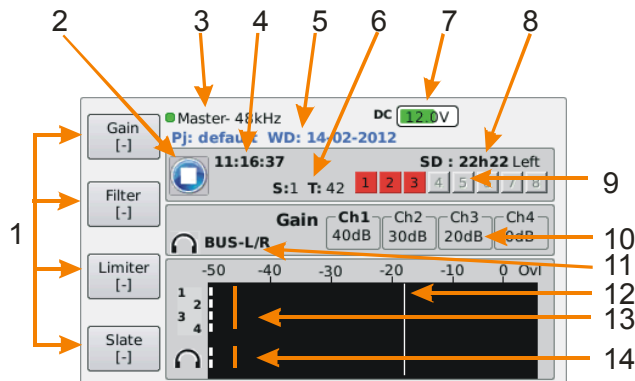 2 3 4 5 6 7 8
Master- 48kHz DC 12.0V
Pj: default WD: 14-02-2012
Gain
[-]
11:16:37 SD : 22h22 Left
S:1 T: 42 1 2 3 4 5 6 7 8
9
Filter
[-]
1
Gain Ch1 Ch2 Ch3 Ch4
40dB 30dB 20dB 0dB
10
BUS-L/R
11
Limiter
[-]
-50 -40 -30 -20 -10 0 Ovl
12
1
2
3
4
13
Slate
[-]
14